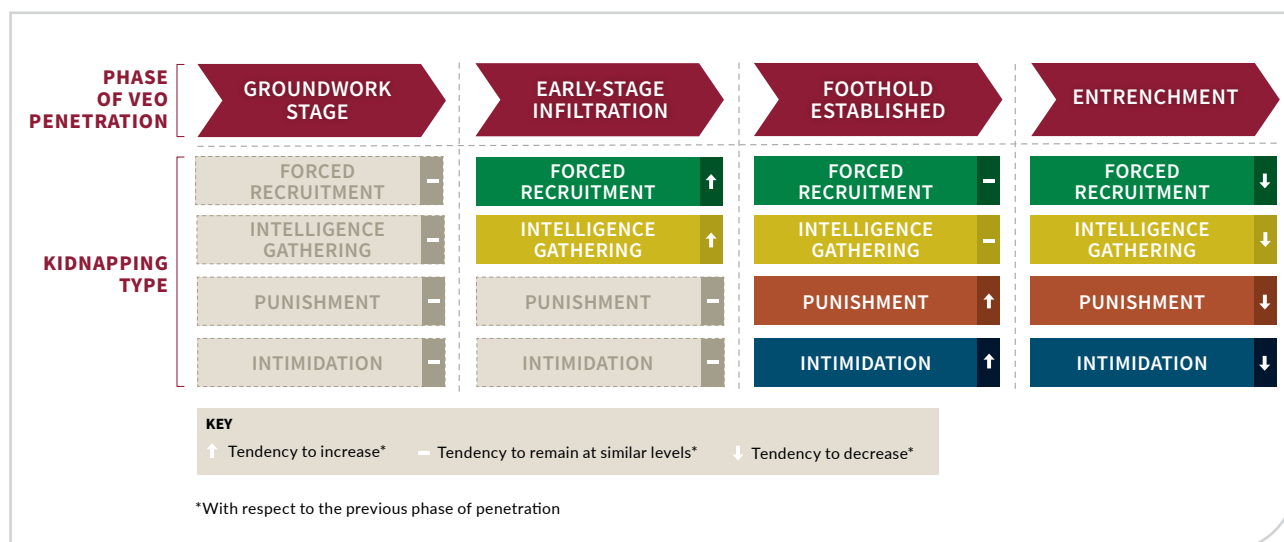 PHASE
OF VEO
PENETRATION
GROUNDWORK
STAGE
EARLY-STAGE
INFILTRATION
FOOTHOLD
ESTABLISHED
ENTRENCHMENT
KIDNAPPING
TYPE
FORCED
RECRUITMENT
FORCED
RECRUITMENT
FORCED
RECRUITMENT
FORCED
RECRUITMENT
INTELLIGENCE
GATHERING
INTELLIGENCE
GATHERING
INTELLIGENCE
GATHERING
INTELLIGENCE
GATHERING
PUNISHMENT
PUNISHMENT
PUNISHMENT
PUNISHMENT
INTIMIDATION
INTIMIDATION
INTIMIDATION
INTIMIDATION
KEY
Tendency to increase*
Tendency to remain at similar levels*
Tendency to decrease*
*With respect to the previous phase of penetration